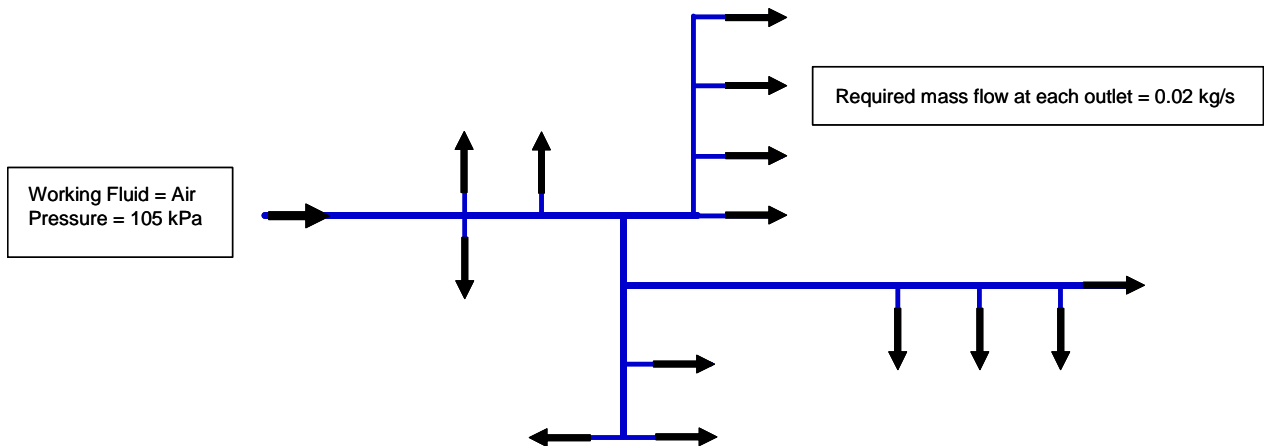 Required mass flow at each outlet = 0.02 kg/s
Working Fluid = Air
Pressure = 105 kPa